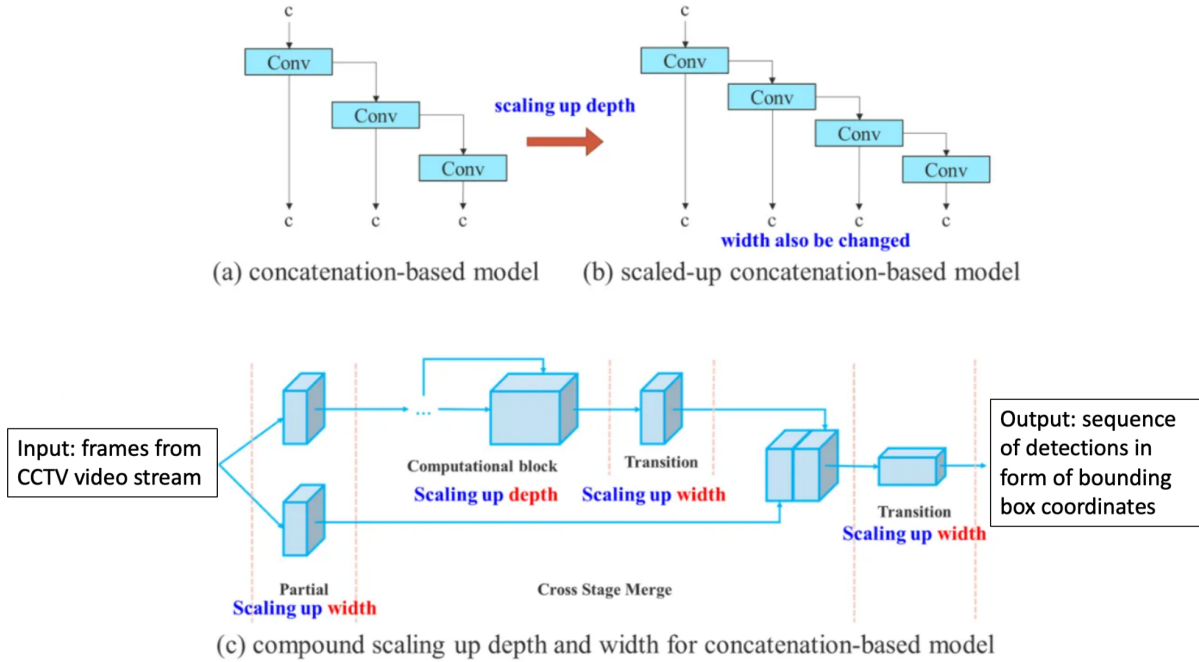 c c
Conv Conv
Conv scaling up depth Conv
Conv Conv
Conv
c c c c c c c
width also be changed
(a) concatenation-based model (b) scaled-up concatenation-based model
Input: frames from
CCTV video stream
...
Computational block
Scaling up depth
Transition
Scaling up width
Output: sequence
of detections in
form of bounding
box coordinates
Transition
Scaling up width
Partial
Scaling up width
Cross Stage Merge
(c) compound scaling up depth and width for concatenation-based model